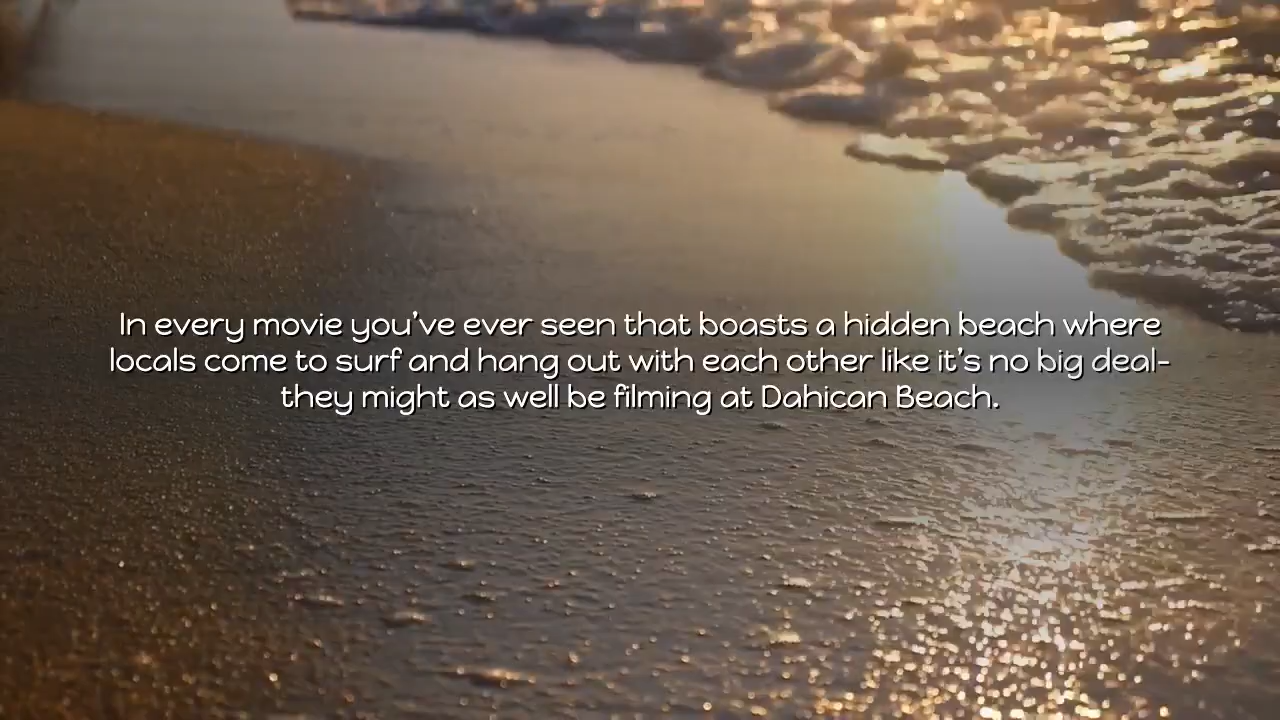 In every movie you've ever seen that boasts a hidden beach where
locals come to surf and hang out with each other like it's no big deal-
they might as well be filming at Dahican Beach.